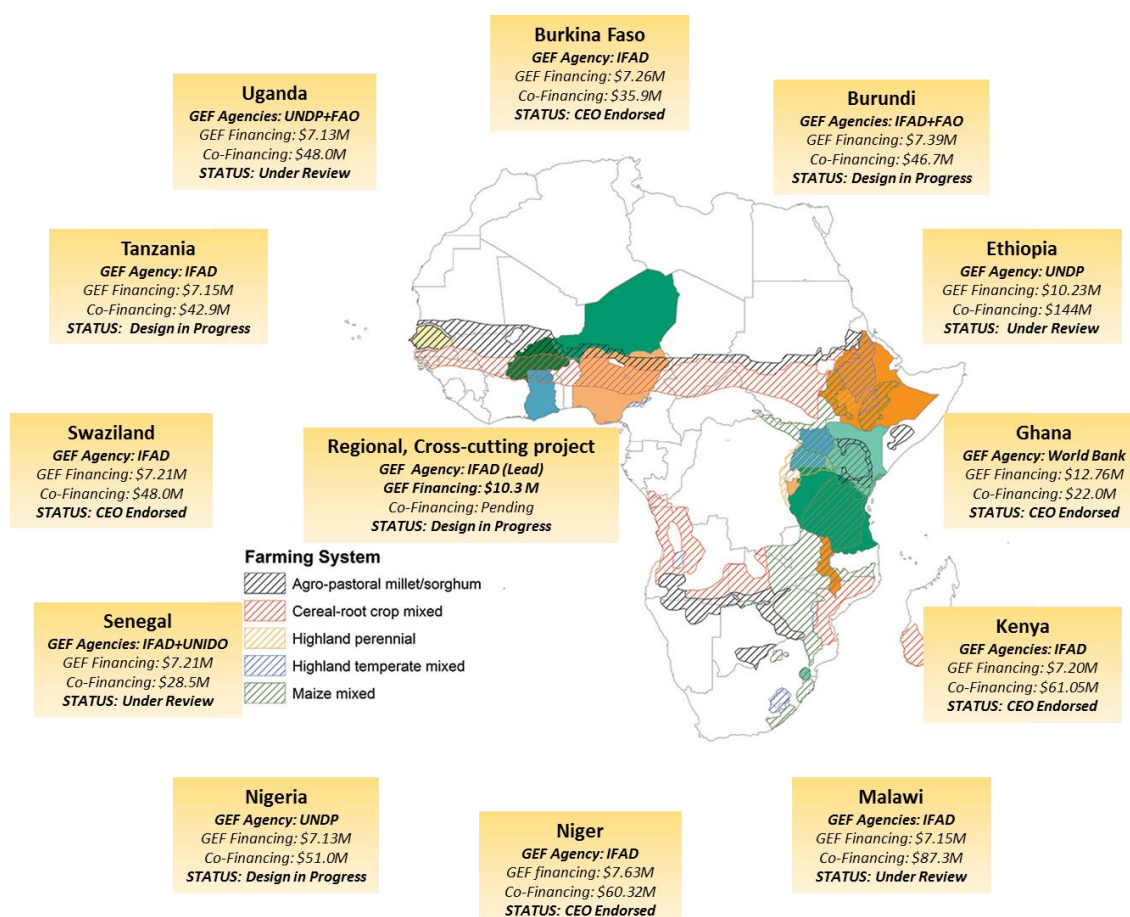 Burkina Faso
GEF Agency: IFAD
GEF Financing: $7.26M
Co-Financing: $35.9M
STATUS: CEO Endorsed
Uganda
GEF Agencies: UNDP+FAO
GEF Financing: $7.13M
Co-Financing: $48.0M
STATUS: Under Review
Burundi
GEF Agencies: IFAD+FAO
GEF Financing: $7.39M
Co-Financing: $46.7M
STATUS: Design in Progress
Tanzania
GEF Agency: IFAD
GEF Financing: $7.15M
Co-Financing: $42.9M
STATUS: Design in Progress
Ethiopia
GEF Agency: UNDP
GEF Financing: $10.23M
Co-Financing: $144M
STATUS: Under Review
Swaziland
GEF Agency: IFAD
GEF Financing: $7.21M
Co-Financing: $48.0M
STATUS: CEO Endorsed
Regional, Cross-cutting project
GEF Agency: IFAD (Lead)
GEF Financing: $10.3 M
Co-Financing: Pending
STATUS: Design in Progress
Ghana
GEF Agency: World Bank
GEF Financing: $12.76M
Co-Financing: $22.0M
STATUS: CEO Endorsed
Farming System
Agro-pastoral millet/sorghum
Cereal-root crop mixed
Highland perennial
Highland temperate mixed
Maize mixed
Senegal
GEF Agencies: IFAD+UNIDO
GEF Financing: $7.21M
Co-Financing: $28.5M
STATUS: Under Review
Kenya
GEF Agencies: IFAD
GEF Financing: $7.20M
Co-Financing: $61.05M
STATUS: CEO Endorsed
Nigeria
GEF Agency: UNDP
GEF Financing: $7.13M
Co-Financing: $51.0M
STATUS: Design in Progress
Niger
GEF Agency: IFAD
GEF financing: $7.63M
Co-Financing: $60.32M
STATUS: CEO Endorsed
Malawi
GEF Agencies: IFAD
GEF Financing: $7.15M
Co-Financing: $87.3M
STATUS: Under Review